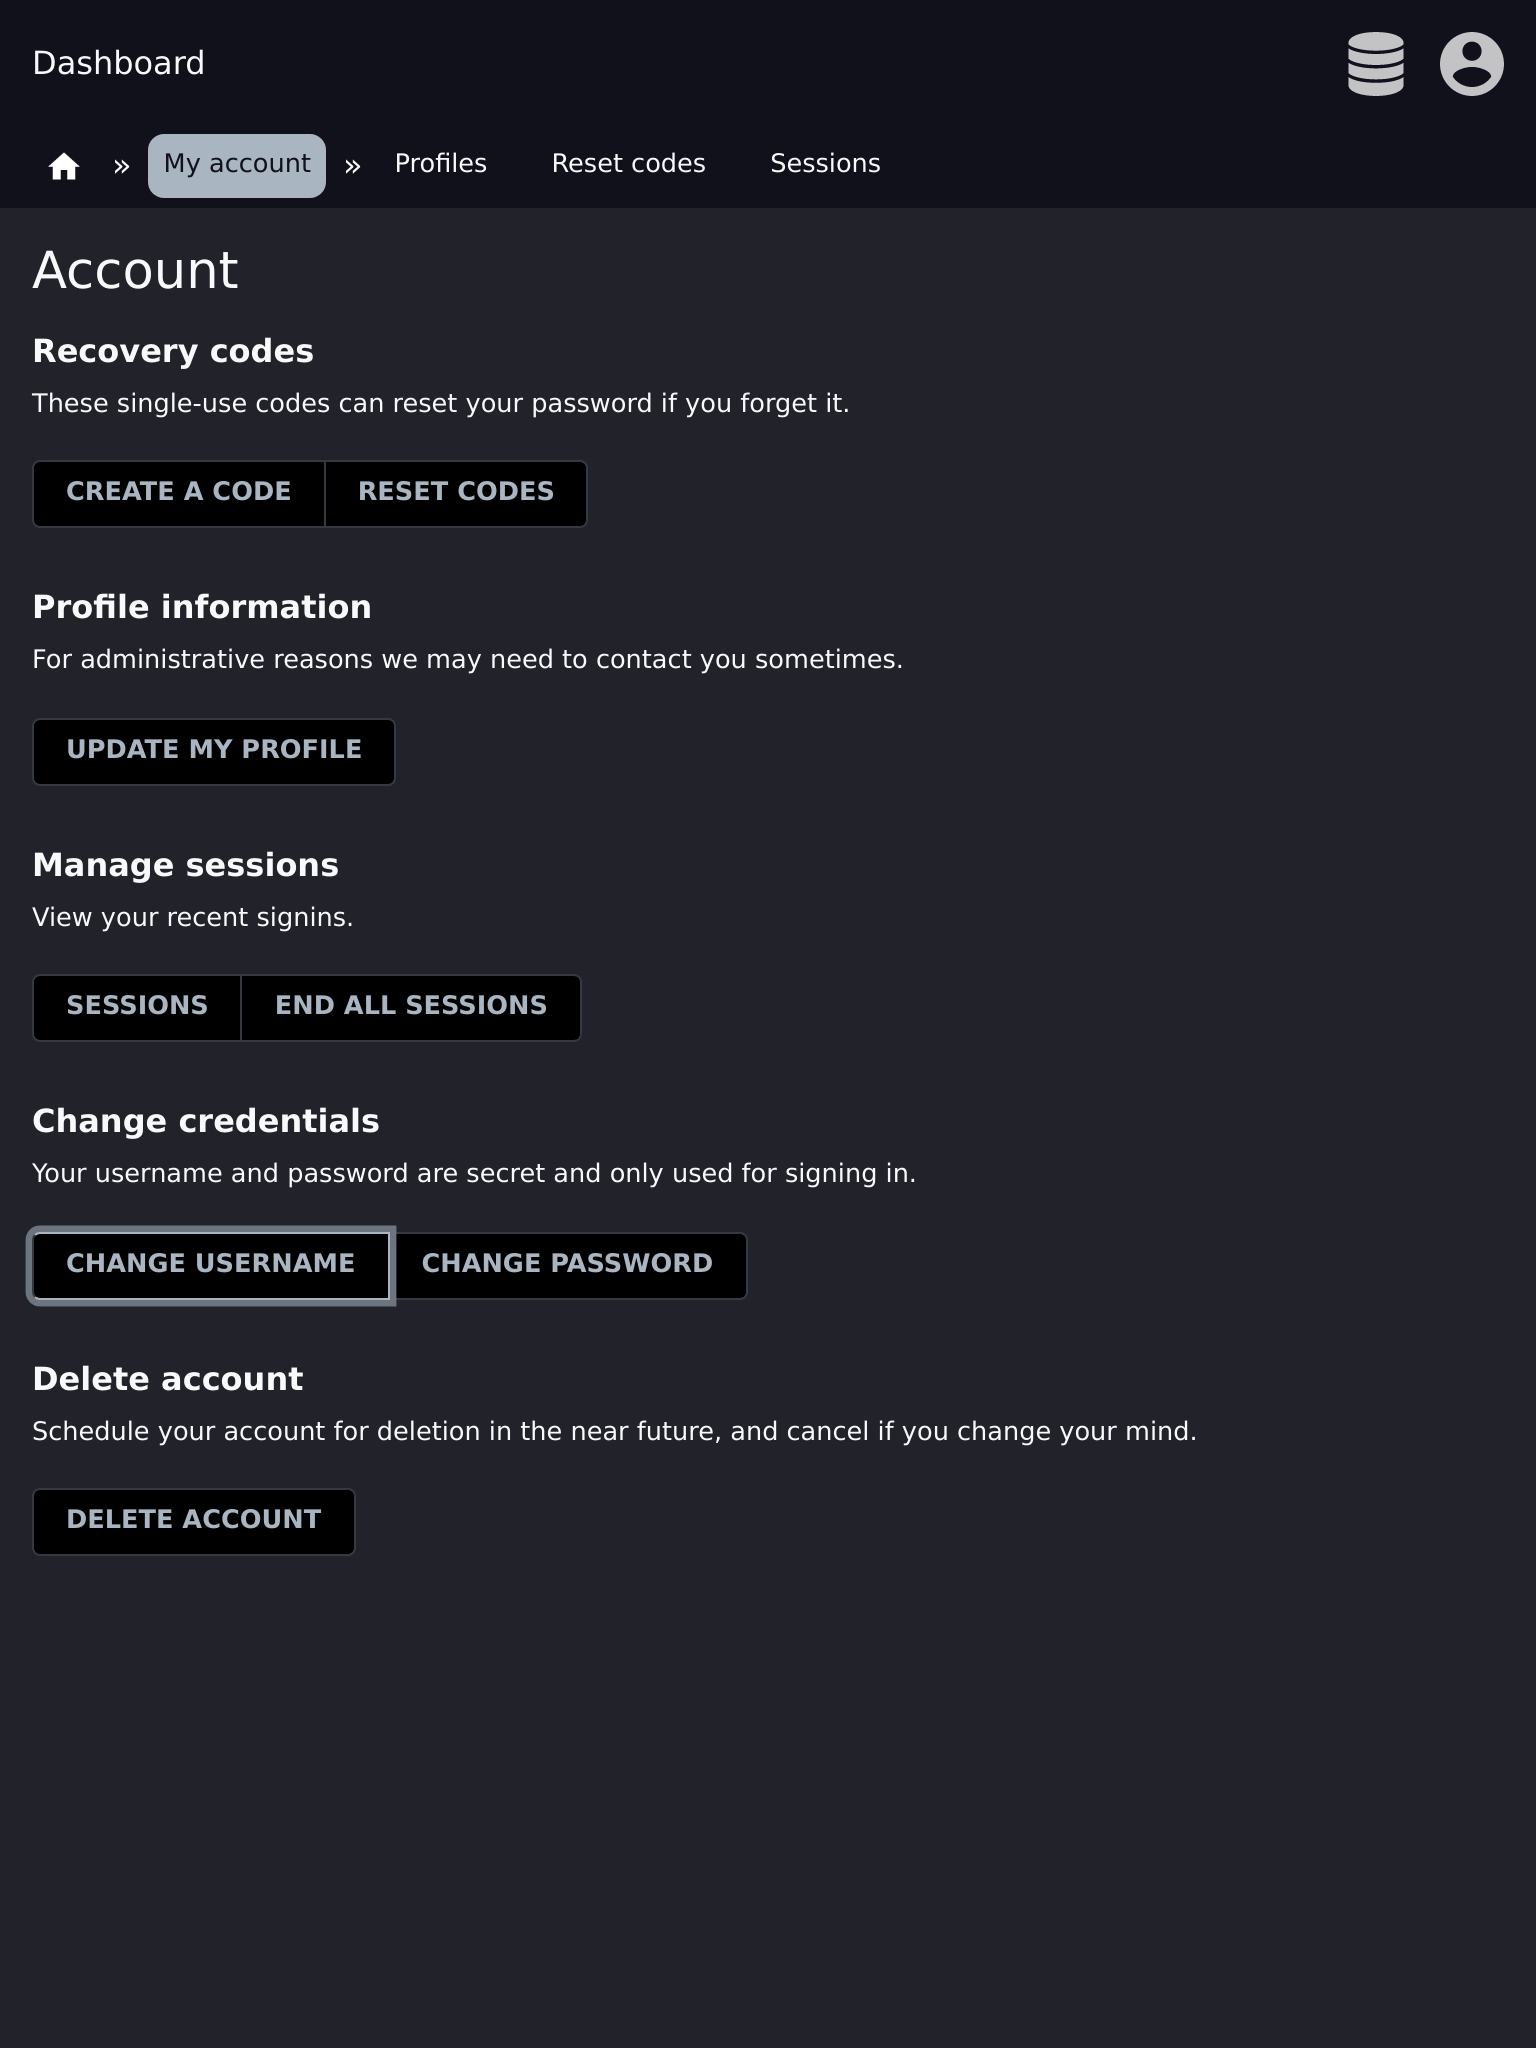 Dashboard
» My account » Profiles Reset codes Sessions
Account
Recovery codes
These single-use codes can reset your password if you forget it.
CREATE A CODE RESET CODES
Profile information
For administrative reasons we may need to contact you sometimes.
UPDATE MY PROFILE
Manage sessions
View your recent signins.
SESSIONS END ALL SESSIONS
Change credentials
Your username and password are secret and only used for signing in.
CHANGE USERNAME CHANGE PASSWORD
Delete account
Schedule your account for deletion in the near future, and cancel if you change your mind.
DELETE ACCOUNT